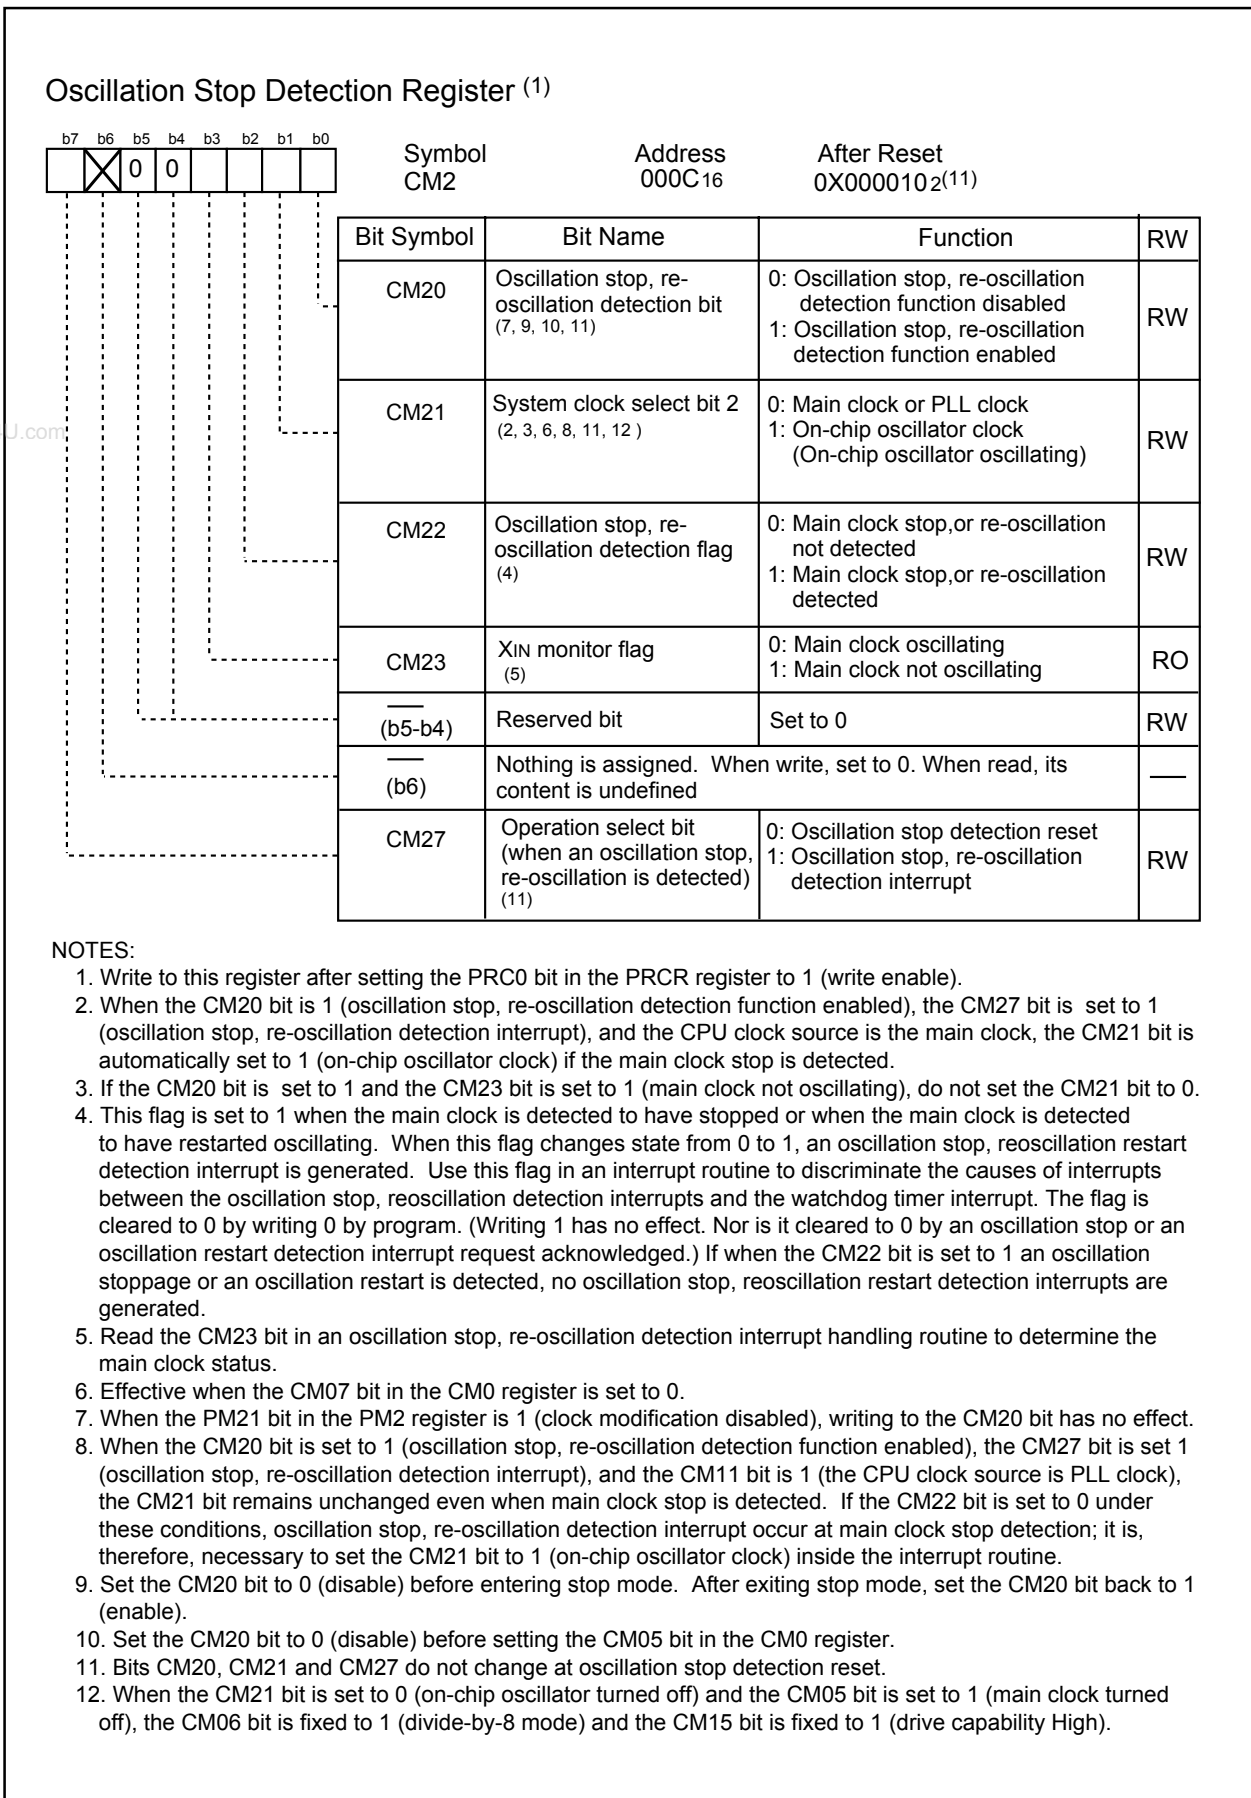 Oscillation Stop Detection Register (1)
b7 b6 b5 b4 b3 b2 b1 b0
0 0
Symbol Address After Reset
CM2 000C16 0X0000102(11)
Bit Symbol Bit Name Function RW
CM20 Oscillation stop, re-
oscillation detection bit
(7, 9, 10, 11)
0: Oscillation stop, re-oscillation
detection function disabled
1: Oscillation stop, re-oscillation
detection function enabled
RW
CM21 System clock select bit 2
(2, 3, 6, 8, 11, 12 )
0: Main clock or PLL clock
1: On-chip oscillator clock
(On-chip oscillator oscillating)
RW
U.com
CM22 Oscillation stop, re-
oscillation detection flag
(4)
0: Main clock stop,or re-oscillation
not detected
1: Main clock stop,or re-oscillation
detected
RW
CM23 XIN monitor flag
(5)
0: Main clock oscillating
1: Main clock not oscillating
RO
(b5-b4) Reserved bit Set to 0 RW
(b6) Nothing is assigned. When write, set to 0. When read, its
content is undefined
CM27 Operation select bit
(when an oscillation stop,
re-oscillation is detected)
(11)
0: Oscillation stop detection reset
1: Oscillation stop, re-oscillation
detection interrupt
RW
NOTES:
1. Write to this register after setting the PRC0 bit in the PRCR register to 1 (write enable).
2. When the CM20 bit is 1 (oscillation stop, re-oscillation detection function enabled), the CM27 bit is set to 1
(oscillation stop, re-oscillation detection interrupt), and the CPU clock source is the main clock, the CM21 bit is
automatically set to 1 (on-chip oscillator clock) if the main clock stop is detected.
3. If the CM20 bit is set to 1 and the CM23 bit is set to 1 (main clock not oscillating), do not set the CM21 bit to 0.
4. This flag is set to 1 when the main clock is detected to have stopped or when the main clock is detected
to have restarted oscillating. When this flag changes state from 0 to 1, an oscillation stop, reoscillation restart
detection interrupt is generated. Use this flag in an interrupt routine to discriminate the causes of interrupts
between the oscillation stop, reoscillation detection interrupts and the watchdog timer interrupt. The flag is
cleared to 0 by writing 0 by program. (Writing 1 has no effect. Nor is it cleared to 0 by an oscillation stop or an
oscillation restart detection interrupt request acknowledged.) If when the CM22 bit is set to 1 an oscillation
stoppage or an oscillation restart is detected, no oscillation stop, reoscillation restart detection interrupts are
generated.
5. Read the CM23 bit in an oscillation stop, re-oscillation detection interrupt handling routine to determine the
main clock status.
6. Effective when the CM07 bit in the CM0 register is set to 0.
7. When the PM21 bit in the PM2 register is 1 (clock modification disabled), writing to the CM20 bit has no effect.
8. When the CM20 bit is set to 1 (oscillation stop, re-oscillation detection function enabled), the CM27 bit is set 1
(oscillation stop, re-oscillation detection interrupt), and the CM11 bit is 1 (the CPU clock source is PLL clock),
the CM21 bit remains unchanged even when main clock stop is detected. If the CM22 bit is set to 0 under
these conditions, oscillation stop, re-oscillation detection interrupt occur at main clock stop detection; it is,
therefore, necessary to set the CM21 bit to 1 (on-chip oscillator clock) inside the interrupt routine.
9. Set the CM20 bit to 0 (disable) before entering stop mode. After exiting stop mode, set the CM20 bit back to 1
(enable).
10. Set the CM20 bit to 0 (disable) before setting the CM05 bit in the CM0 register.
11. Bits CM20, CM21 and CM27 do not change at oscillation stop detection reset.
12. When the CM21 bit is set to 0 (on-chip oscillator turned off) and the CM05 bit is set to 1 (main clock turned
off), the CM06 bit is fixed to 1 (divide-by-8 mode) and the CM15 bit is fixed to 1 (drive capability High).